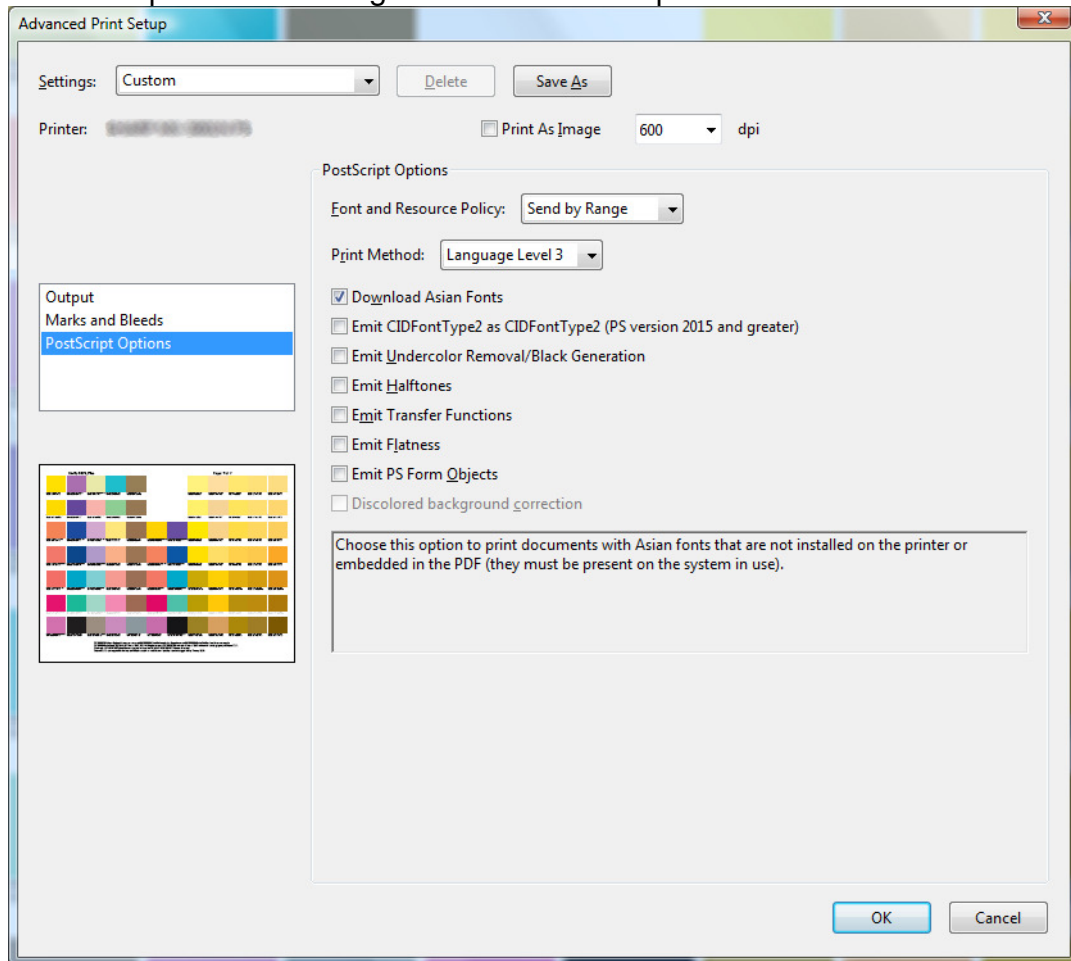 Advanced Print Setup
Settings: Custom Delete Save As
Printer: Print As Image 600 dpi
PostScript Options
Font and Resource Policy: Send by Range
Print Method: Language Level 3
Output
Marks and Bleeds
PostScript Options
Download Asian Fonts
Emit CIDFontType2 as CIDFontType2 (PS version 2015 and greater)
Emit Undercolor Removal/Black Generation
Emit Halftones
Emit Transfer Functions
Emit Flatness
Emit PS Form Objects
Discolored background correction
Choose this option to print documents with Asian fonts that are not installed on the printer or
embedded in the PDF (they must be present on the system in use).
OK Cancel